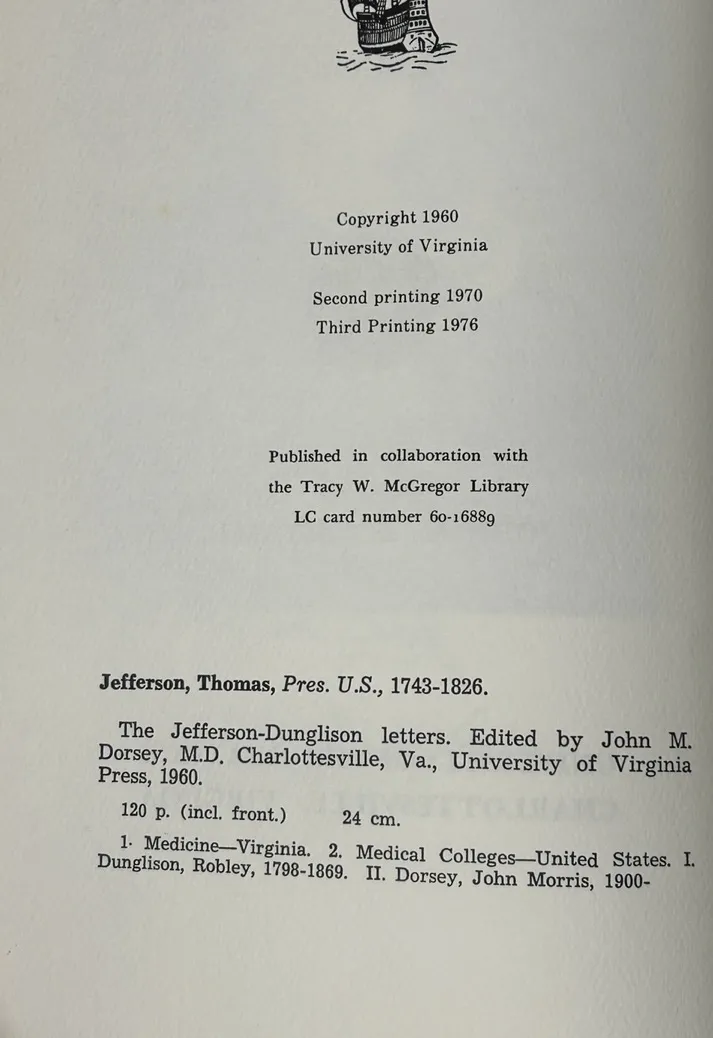 Copyright 1960
University of Virginia
Second printing 1970
Third Printing 1976
Published in collaboration with
the Tracy W. McGregor Library
LC card number 60-16889
Jefferson, Thomas, Pres. U.S., 1743-1826.
The Jefferson-Dunglison letters. Edited by John M.
Dorsey, M.D. Charlottesville, Va., University of Virginia
Press, 1960.
120 p. (incl. front.) 24 cm.
1. Medicine—Virginia. 2. Medical Colleges—United States. I.
Dunglison, Robley, 1798-1869. II. Dorsey, John Morris, 1900-